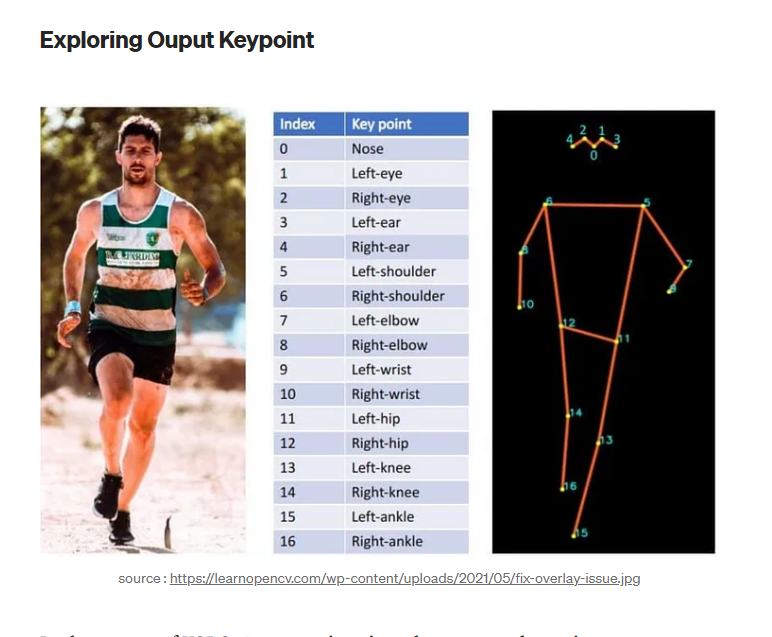 Exploring Ouput Keypoint
Index Key point
0 Nose
1 Left-eye
2 Right-eye
3 Left-ear
4 Right-ear
5 Left-shoulder
6 Right-shoulder
7 Left-elbow
8 Right-elbow
9 Left-wrist
10 Right-wrist
11 Left-hip
12 Right-hip
13 Left-knee
14 Right-knee
15 Left-ankle
16 Right-ankle
2 1
4 3
0
6 5
8 7
9
10
12
11
14
13
16
15
source : https://learnopencv.com/wp-content/uploads/2021/05/fix-overlay-issue.jpg